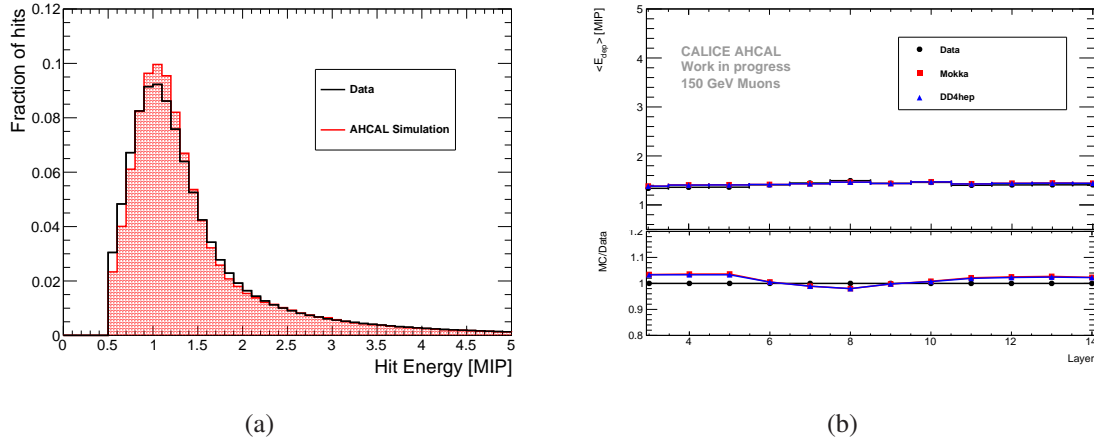 Fraction of hits
0.12
0.1
0.08
0.06
0.04
0.02
0
Data
AHCAL Simulation
0 0.5 1 1.5 2 2.5 3 3.5 4 4.5 5
Hit Energy [MIP]
(a)
<E_dep> [MIP]
5
4
3
2
1
CALICE AHCAL
Work in progress
150 GeV Muons
Data
Mokka
DD4hep
MC/Data
1.2
1.1
1.0
0.9
0.8
4 6 8 10 12 14
Layer
(b)